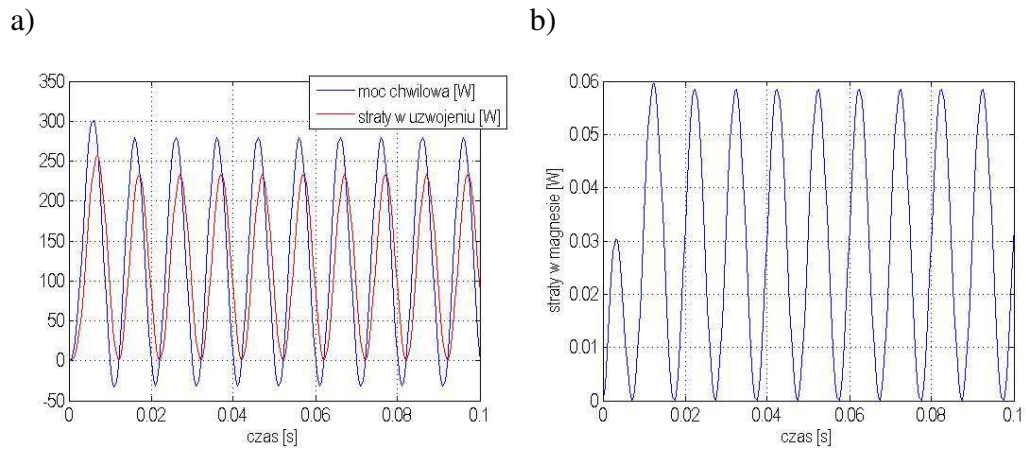 a)
b)
350
300
250
200
150
100
50
0
-50
moc chwilowa [W]
straty w uzwojeniu [W]
0 0.02 0.04 0.06 0.08 0.1
czas [s]
0.06
0.05
0.04
0.03
0.02
0.01
0
straty w magnesie [W]
0 0.02 0.04 0.06 0.08 0.1
czas [s]